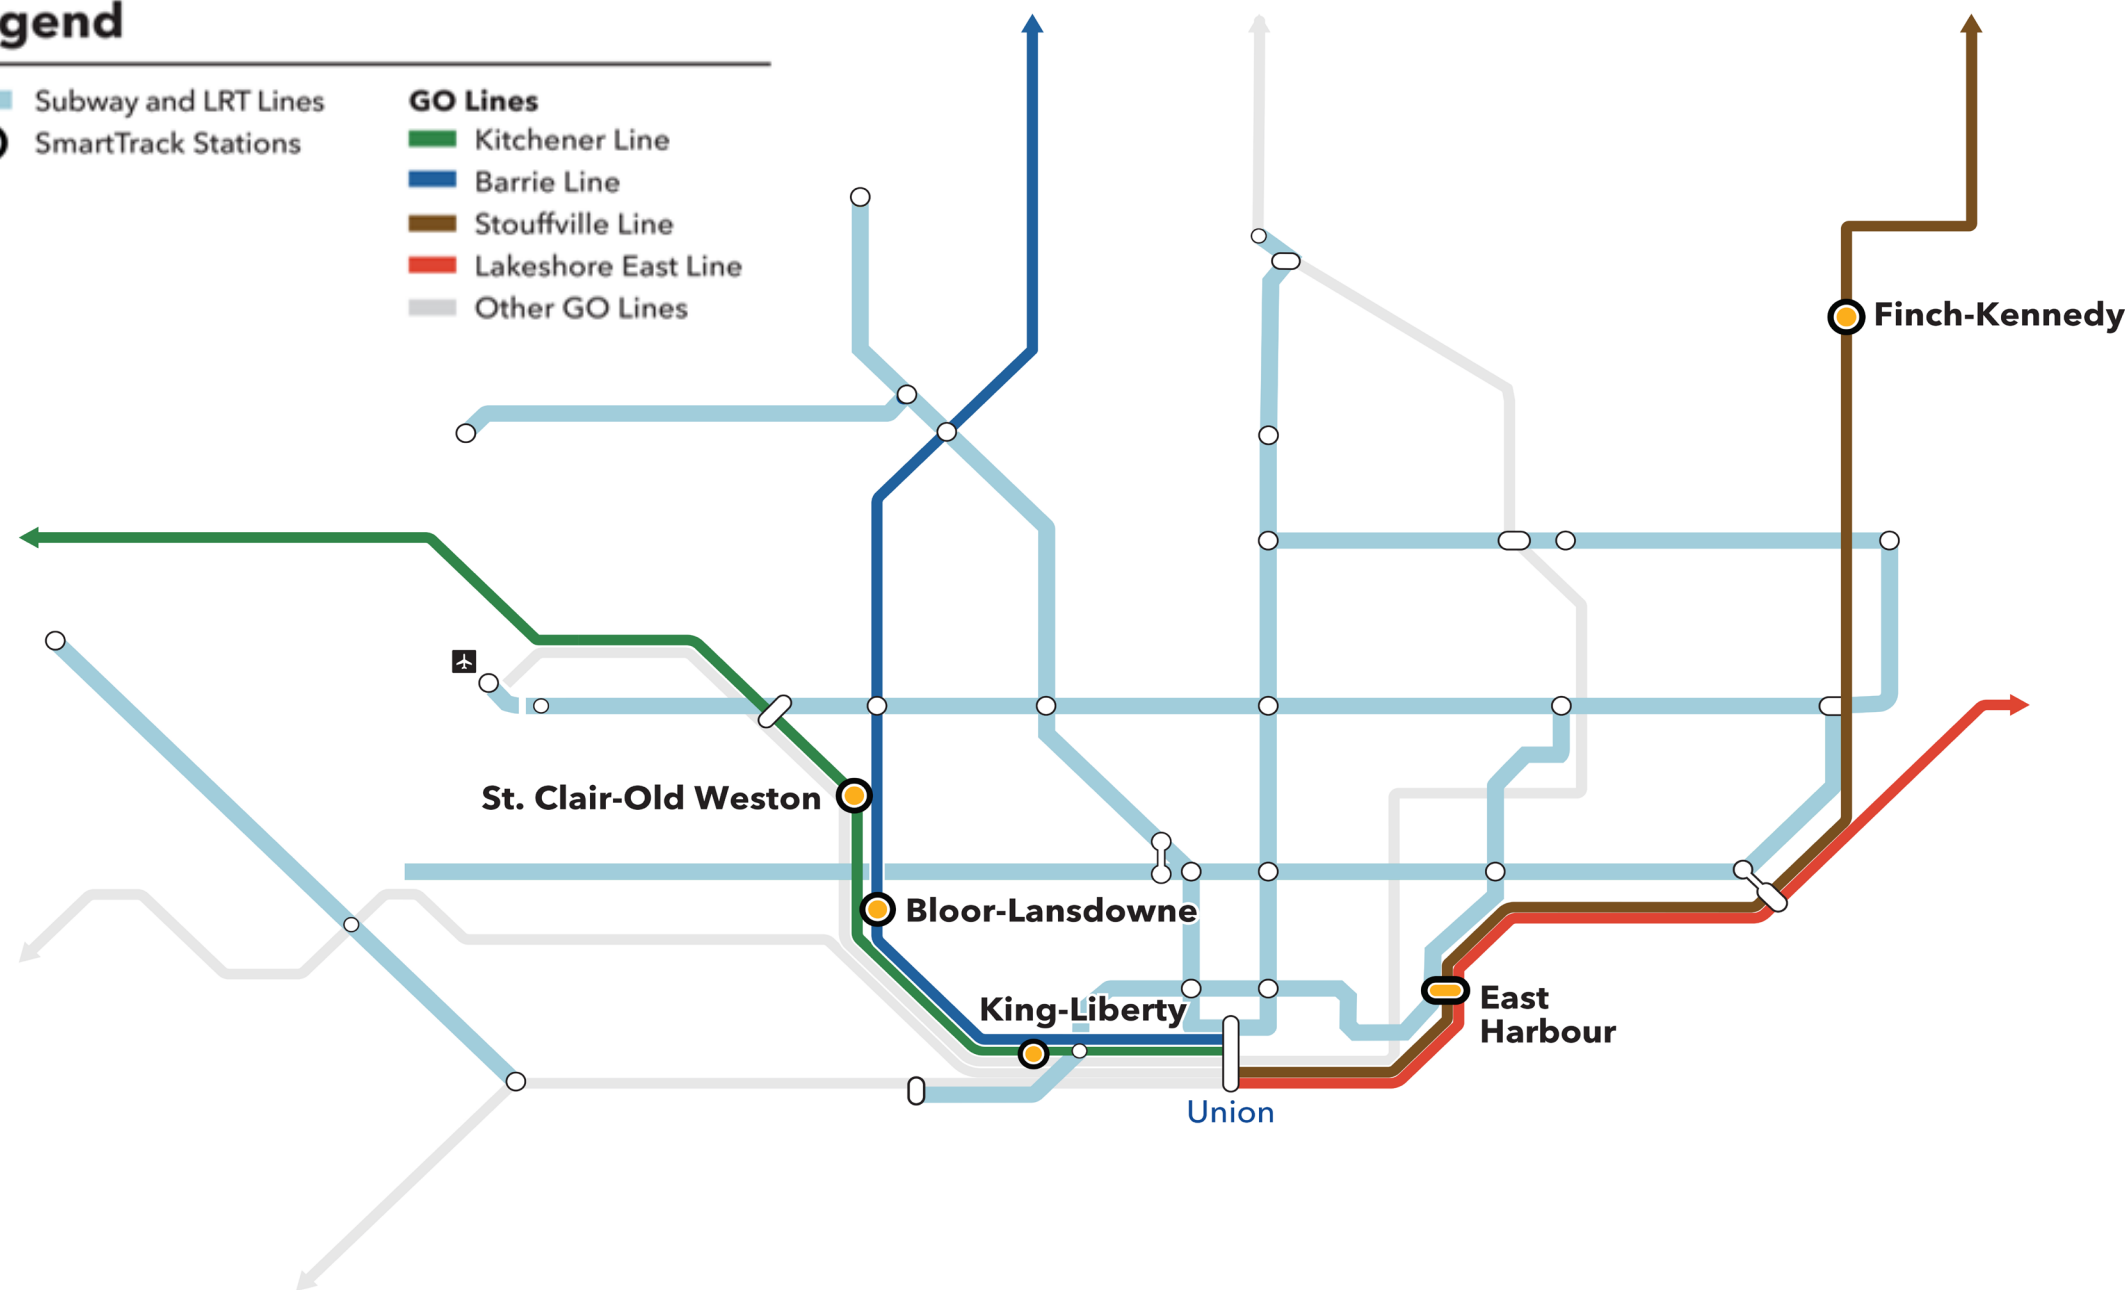 gend
Subway and LRT Lines
SmartTrack Stations
GO Lines
Kitchener Line
Barrie Line
Stouffville Line
Lakeshore East Line
Other GO Lines
Finch-Kennedy
St. Clair-Old Weston
Bloor-Lansdowne
King-Liberty
East
Harbour
Union